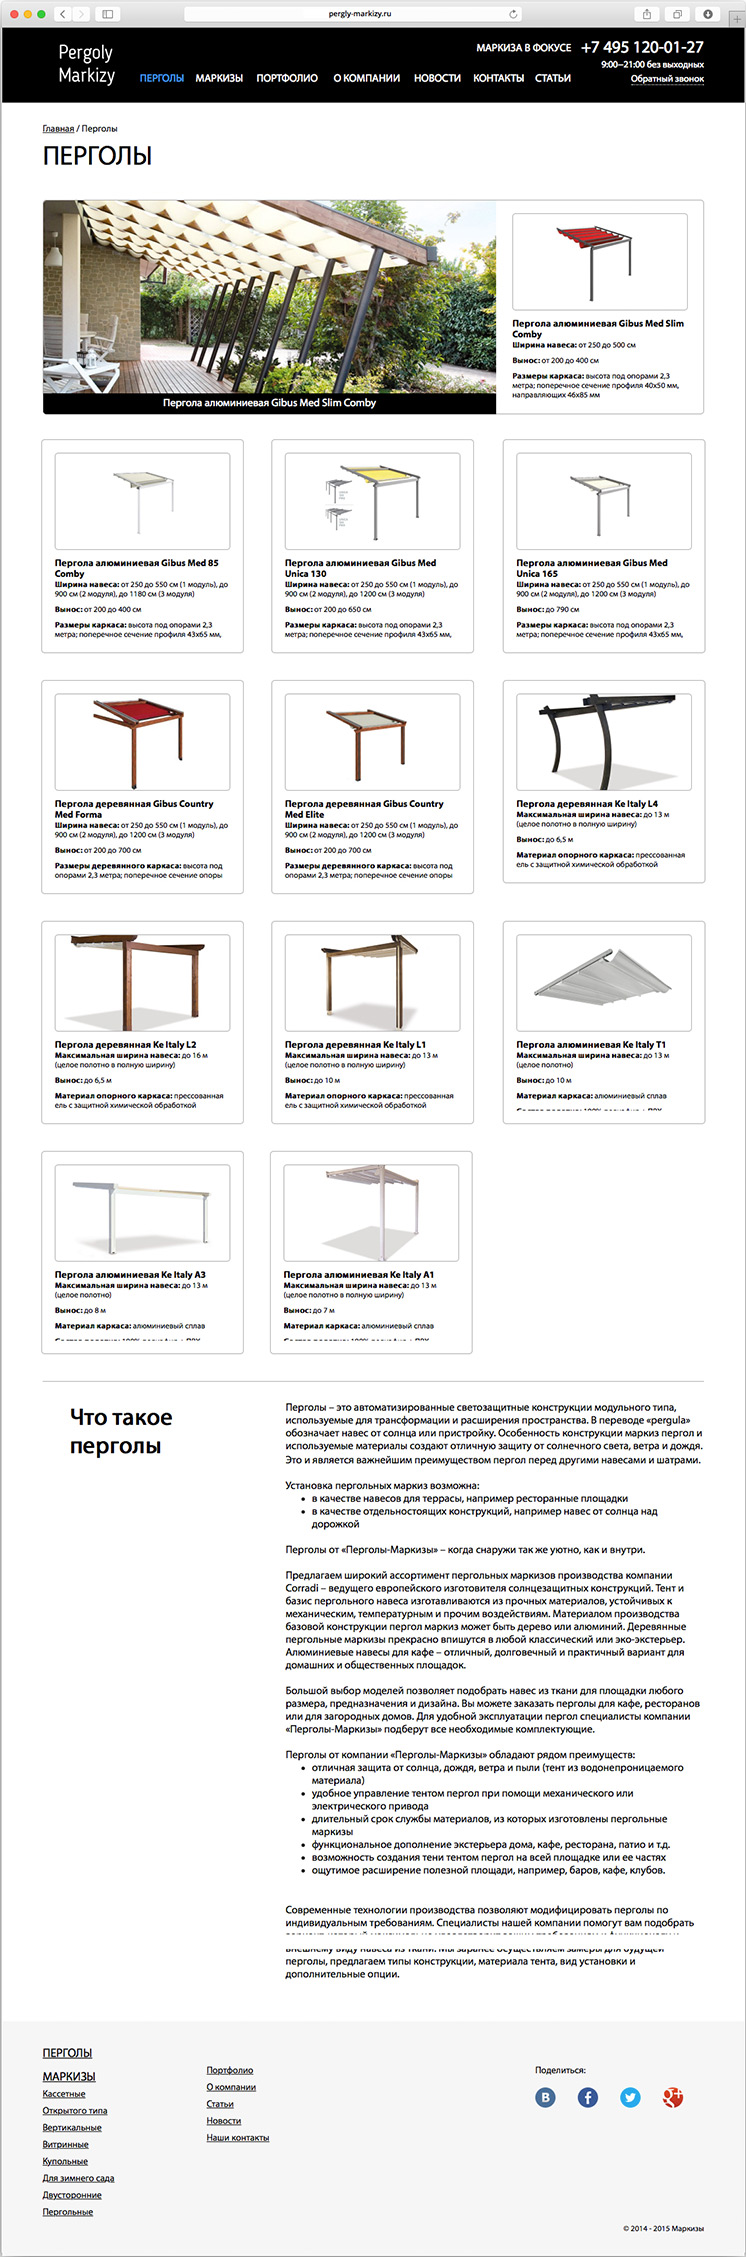 pergly-markizy.ru
Pergoly
Markizy
МАРКИЗА В ФОКУСЕ +7 495 120-01-27
9:00–21:00 без выходных
Обратный звонок
ПЕРГОЛЫ МАРКИЗЫ ПОРТФОЛИО О КОМПАНИИ НОВОСТИ КОНТАКТЫ СТАТЬИ
Главная / Перголы
ПЕРГОЛЫ
Пергола алюминиевая Gibus Med Slim Comby
Пергола алюминиевая Gibus Med Slim
Comby
Ширина навеса: от 250 до 500 см
Вынос: от 200 до 400 см
Размеры каркаса: высота под опорами 2,3
метра; поперечное сечение профиля 40x50 мм,
направляющих 46x85 мм
Пергола алюминиевая Gibus Med 85
Comby
Ширина навеса: от 250 до 550 см (1 модуль), до
900 см (2 модуля), до 1180 см (3 модуля)
Вынос: от 200 до 400 см
Размеры каркаса: высота под опорами 2,3
метра; поперечное сечение профиля 43x65 мм,
Пергола алюминиевая Gibus Med
Unica 130
Ширина навеса: от 250 до 550 см (1 модуль), до
900 см (2 модуля), до 1200 см (3 модуля)
Вынос: от 200 до 650 см
Размеры каркаса: высота под опорами 2,3
метра; поперечное сечение профиля 43x65 мм,
Пергола алюминиевая Gibus Med
Unica 165
Ширина навеса: от 250 до 550 см (1 модуль), до
900 см (2 модуля), до 1200 см (3 модуля)
Вынос: до 790 см
Размеры каркаса: высота под опорами 2,3
метра; поперечное сечение профиля 43x65 мм,
Пергола деревянная Gibus Country
Med Forma
Ширина навеса: от 250 до 550 см (1 модуль), до
900 см (2 модуля), до 1200 см (3 модуля)
Вынос: от 200 до 700 см
Размеры деревянного каркаса: высота под
опорами 2,3 метра; поперечное сечение опоры
Пергола деревянная Gibus Country
Med Elite
Ширина навеса: от 250 до 550 см (1 модуль), до
900 см (2 модуля), до 1200 см (3 модуля)
Вынос: от 200 до 700 см
Размеры деревянного каркаса: высота под
опорами 2,3 метра; поперечное сечение опоры
Пергола деревянная Ke Italy L4
Максимальная ширина навеса: до 13 м
(целое полотно в полную ширину)
Вынос: до 6,5 м
Материал опорного каркаса: прессованная
ель с защитной химической обработкой
Пергола деревянная Ke Italy L2
Максимальная ширина навеса: до 16 м
(целое полотно в полную ширину)
Вынос: до 6,5 м
Материал опорного каркаса: прессованная
ель с защитной химической обработкой
Пергола деревянная Ke Italy L1
Максимальная ширина навеса: до 13 м
(целое полотно в полную ширину)
Вынос: до 10 м
Материал опорного каркаса: прессованная
ель с защитной химической обработкой
Пергола алюминиевая Ke Italy T1
Максимальная ширина навеса: до 13 м
(целое полотно)
Вынос: до 10 м
Материал каркаса: алюминиевый сплав
Пергола алюминиевая Ke Italy A3
Максимальная ширина навеса: до 13 м
(целое полотно)
Вынос: до 8 м
Материал каркаса: алюминиевый сплав
Пергола алюминиевая Ke Italy A1
Максимальная ширина навеса: до 13 м
(целое полотно в полную ширину)
Вынос: до 7 м
Материал каркаса: алюминиевый сплав
Что такое
перголы
Перголы – это автоматизированные светозащитные конструкции модульного типа,
используемые для трансформации и расширения пространства. В переводе «pergula»
обозначает навес от солнца или пристройку. Особенность конструкции маркиз пергол и
используемые материалы создают отличную защиту от солнечного света, ветра и дождя.
Это и является важнейшим преимуществом пергол перед другими навесами и шатрами.
Установка пергольных маркиз возможна:
• в качестве навесов для террасы, например ресторанные площадки
• в качестве отдельностоящих конструкций, например навес от солнца над
дорожкой
Перголы от «Перголы-Маркизы» – когда снаружи так же уютно, как и внутри.
Предлагаем широкий ассортимент пергольных маркизов производства компании
Corradi – ведущего европейского изготовителя солнцезащитных конструкций. Тент и
базис пергольного навеса изготавливаются из прочных материалов, устойчивых к
механическим, температурным и прочим воздействиям. Материалом производства
базовой конструкции пергол маркиз может быть дерево или алюминий. Деревянные
пергольные маркизы прекрасно впишутся в любой классический или эко-экстерьер.
Алюминиевые навесы для кафе – отличный, долговечный и практичный вариант для
домашних и общественных площадок.
Большой выбор моделей позволяет подобрать навес из ткани для площадки любого
размера, предназначения и дизайна. Вы можете заказать перголы для кафе, ресторанов
или для загородных домов. Для удобной эксплуатации пергол специалисты компании
«Перголы-Маркизы» подберут все необходимые комплектующие.
Перголы от компании «Перголы-Маркизы» обладают рядом преимуществ:
• отличная защита от солнца, дождя, ветра и пыли (тент из водонепроницаемого
материала)
• удобное управление тентом пергол при помощи механического или
электрического привода
• длительный срок службы материалов, из которых изготовлены пергольные
маркизы
• функциональное дополнение экстерьера дома, кафе, ресторана, патио и т.д.
• возможность создания тени тентом пергол на всей площадке или ее частях
• ощутимое расширение полезной площади, например, баров, кафе, клубов.
Современные технологии производства позволяют модифицировать перголы по
индивидуальным требованиям. Специалисты нашей компании помогут вам подобрать
внешнему виду навеса из ткани. Мы заранее осуществляем замеры для будущей
перголы, предлагаем типы конструкции, материала тента, вид установки и
дополнительные опции.
ПЕРГОЛЫ
МАРКИЗЫ
Кассетные
Открытого типа
Вертикальные
Витринные
Купольные
Для зимнего сада
Двусторонние
Пергольные
Портфолио
О компании
Статьи
Новости
Наши контакты
Поделиться:
© 2014 - 2015 Маркизы